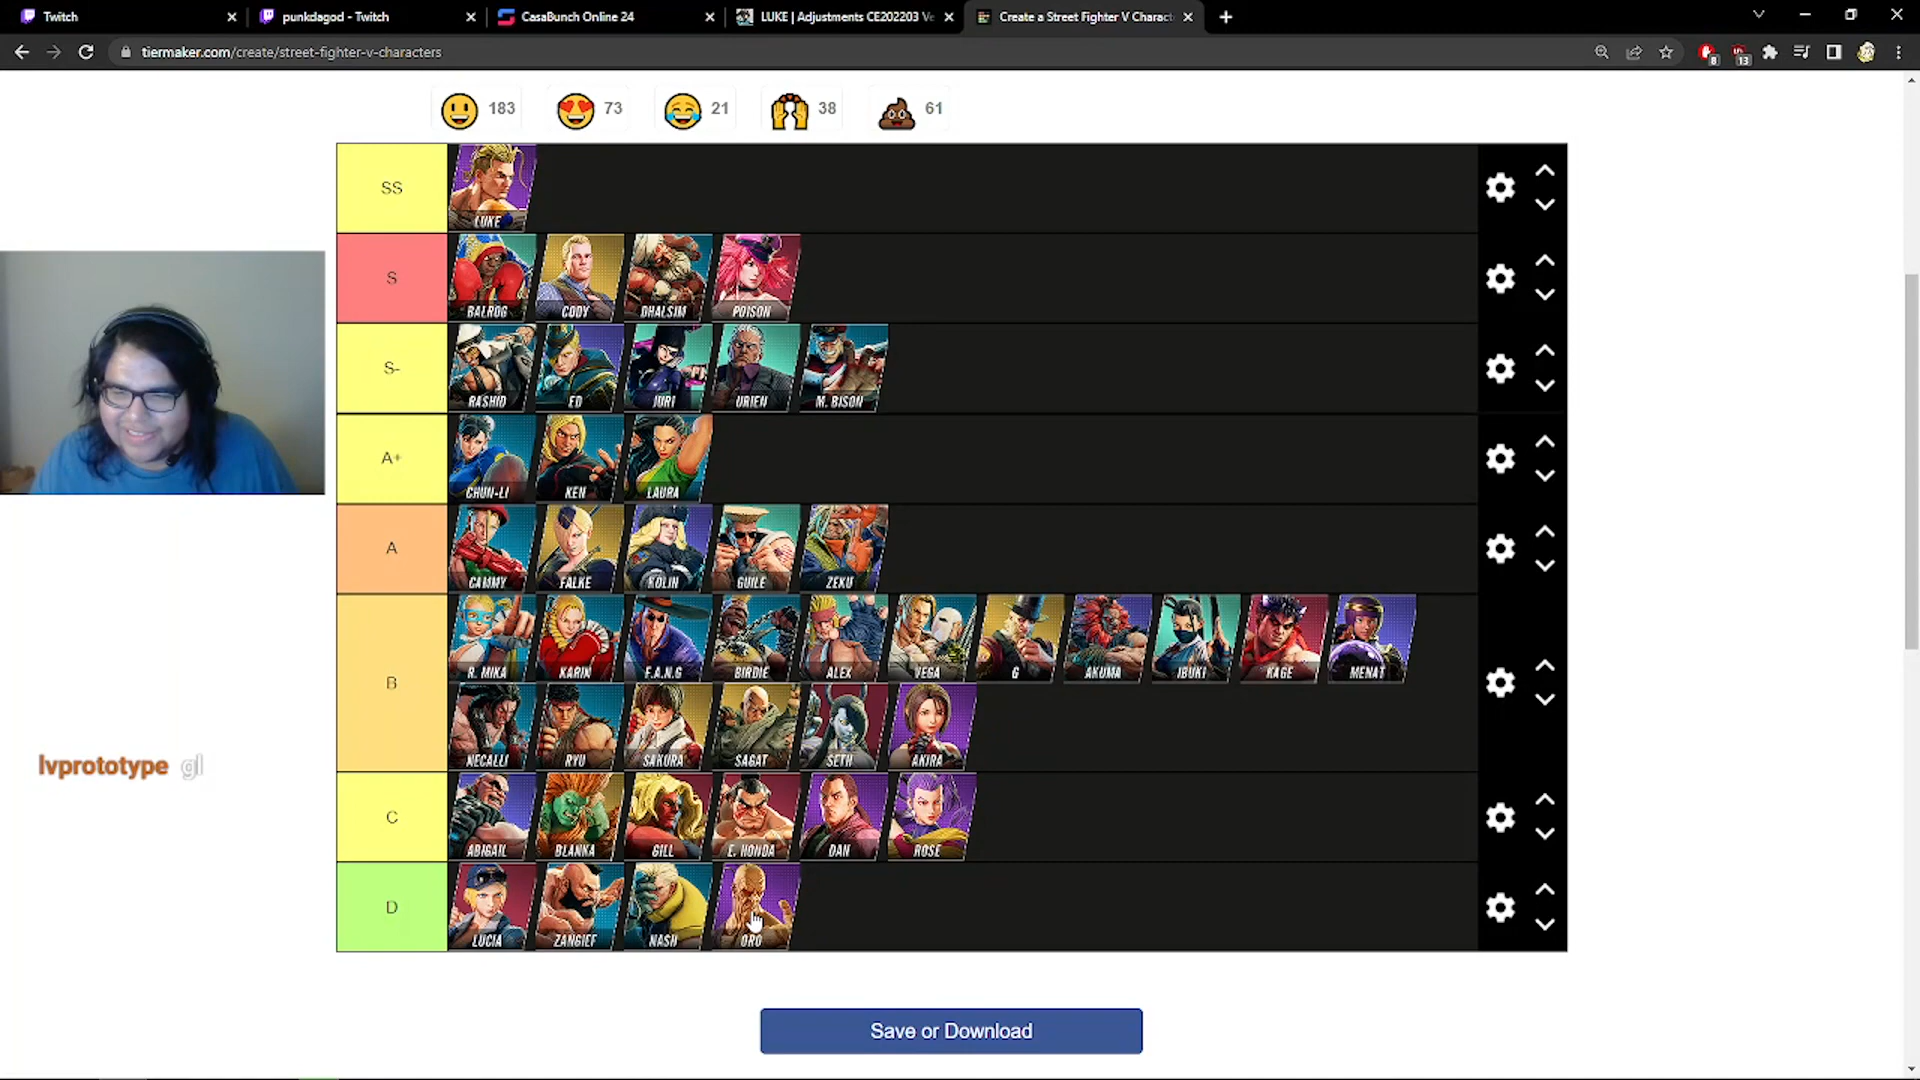 Twitch
punkdagod - Twitch
CasaBunch Online 24
LUKE | Adjustments CE202203 Ve
Create a Street Fighter V Charact
tiermaker.com/create/street-fighter-v-characters
8
13
183
73
21
38
61
SS
LUKE
S
BALROG CODY DHALSIM POISON
S-
RASHID ED JURI URIEN M. BISON
A+
CHUN-LI KEN LAURA
A
CAMMY FALKE KOLIN GUILE ZEKU
B
R. MIKA KARIN F.A.N.G BIRDIE ALEX VEGA G AKUMA IBUKI KAGE MENAT
NECALLI RYU SAKURA SAGAT SETH AKIRA
lvprototype gl
C
ABIGAIL BLANKA GILL E. HONDA DAN ROSE
D
LUCIA ZANGIEF NASH ORO
Save or Download